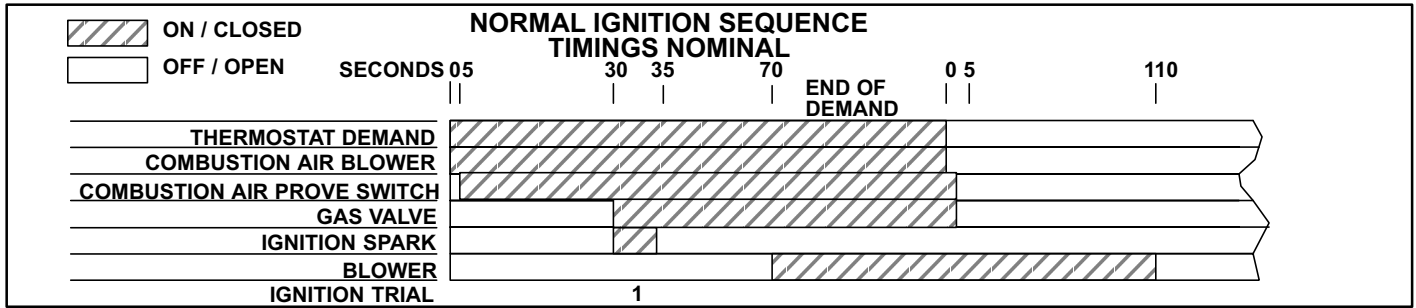 NORMAL IGNITION SEQUENCE
TIMINGS NOMINAL
ON / CLOSED
OFF / OPEN
SECONDS 0 5 30 35 70 0 5 110
END OF
DEMAND
THERMOSTAT DEMAND
COMBUSTION AIR BLOWER
COMBUSTION AIR PROVE SWITCH
GAS VALVE
IGNITION SPARK
BLOWER
IGNITION TRIAL 1